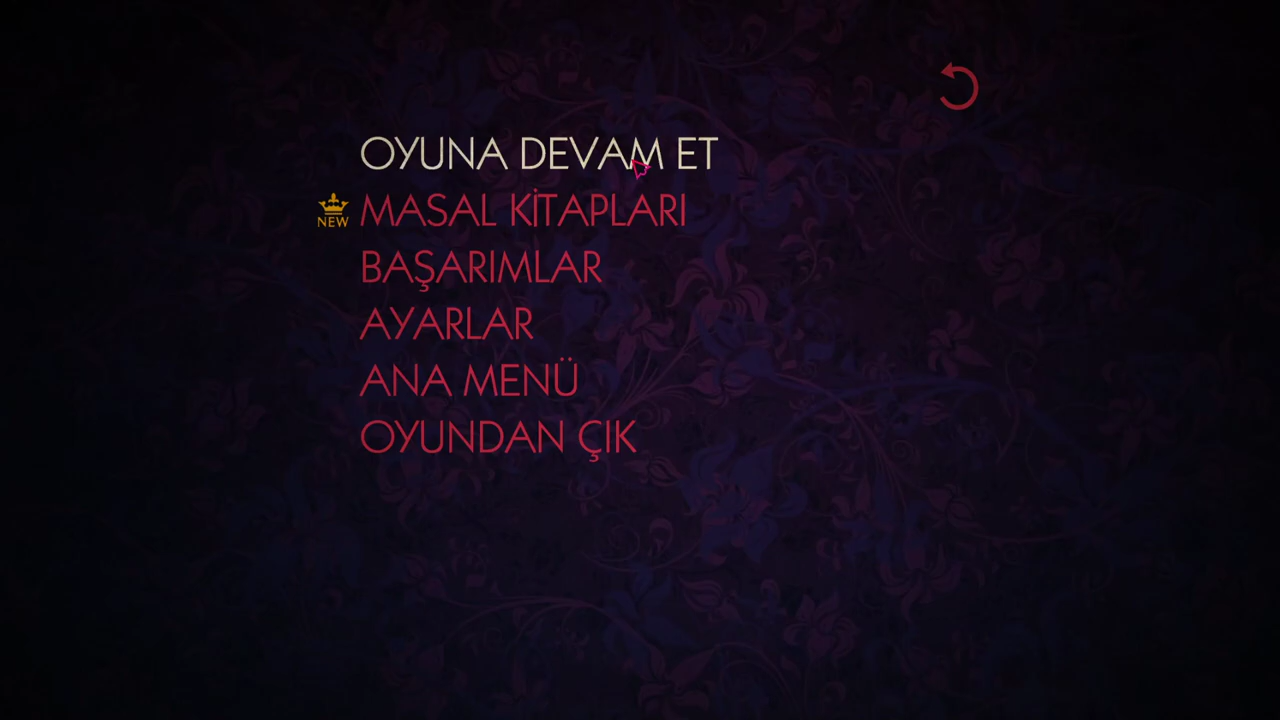 OYUNA DEVAM ET
NEW
MASAL KİTAPLARI
BAŞARIMLAR
AYARLAR
ANA MENÜ
OYUNDAN ÇIK